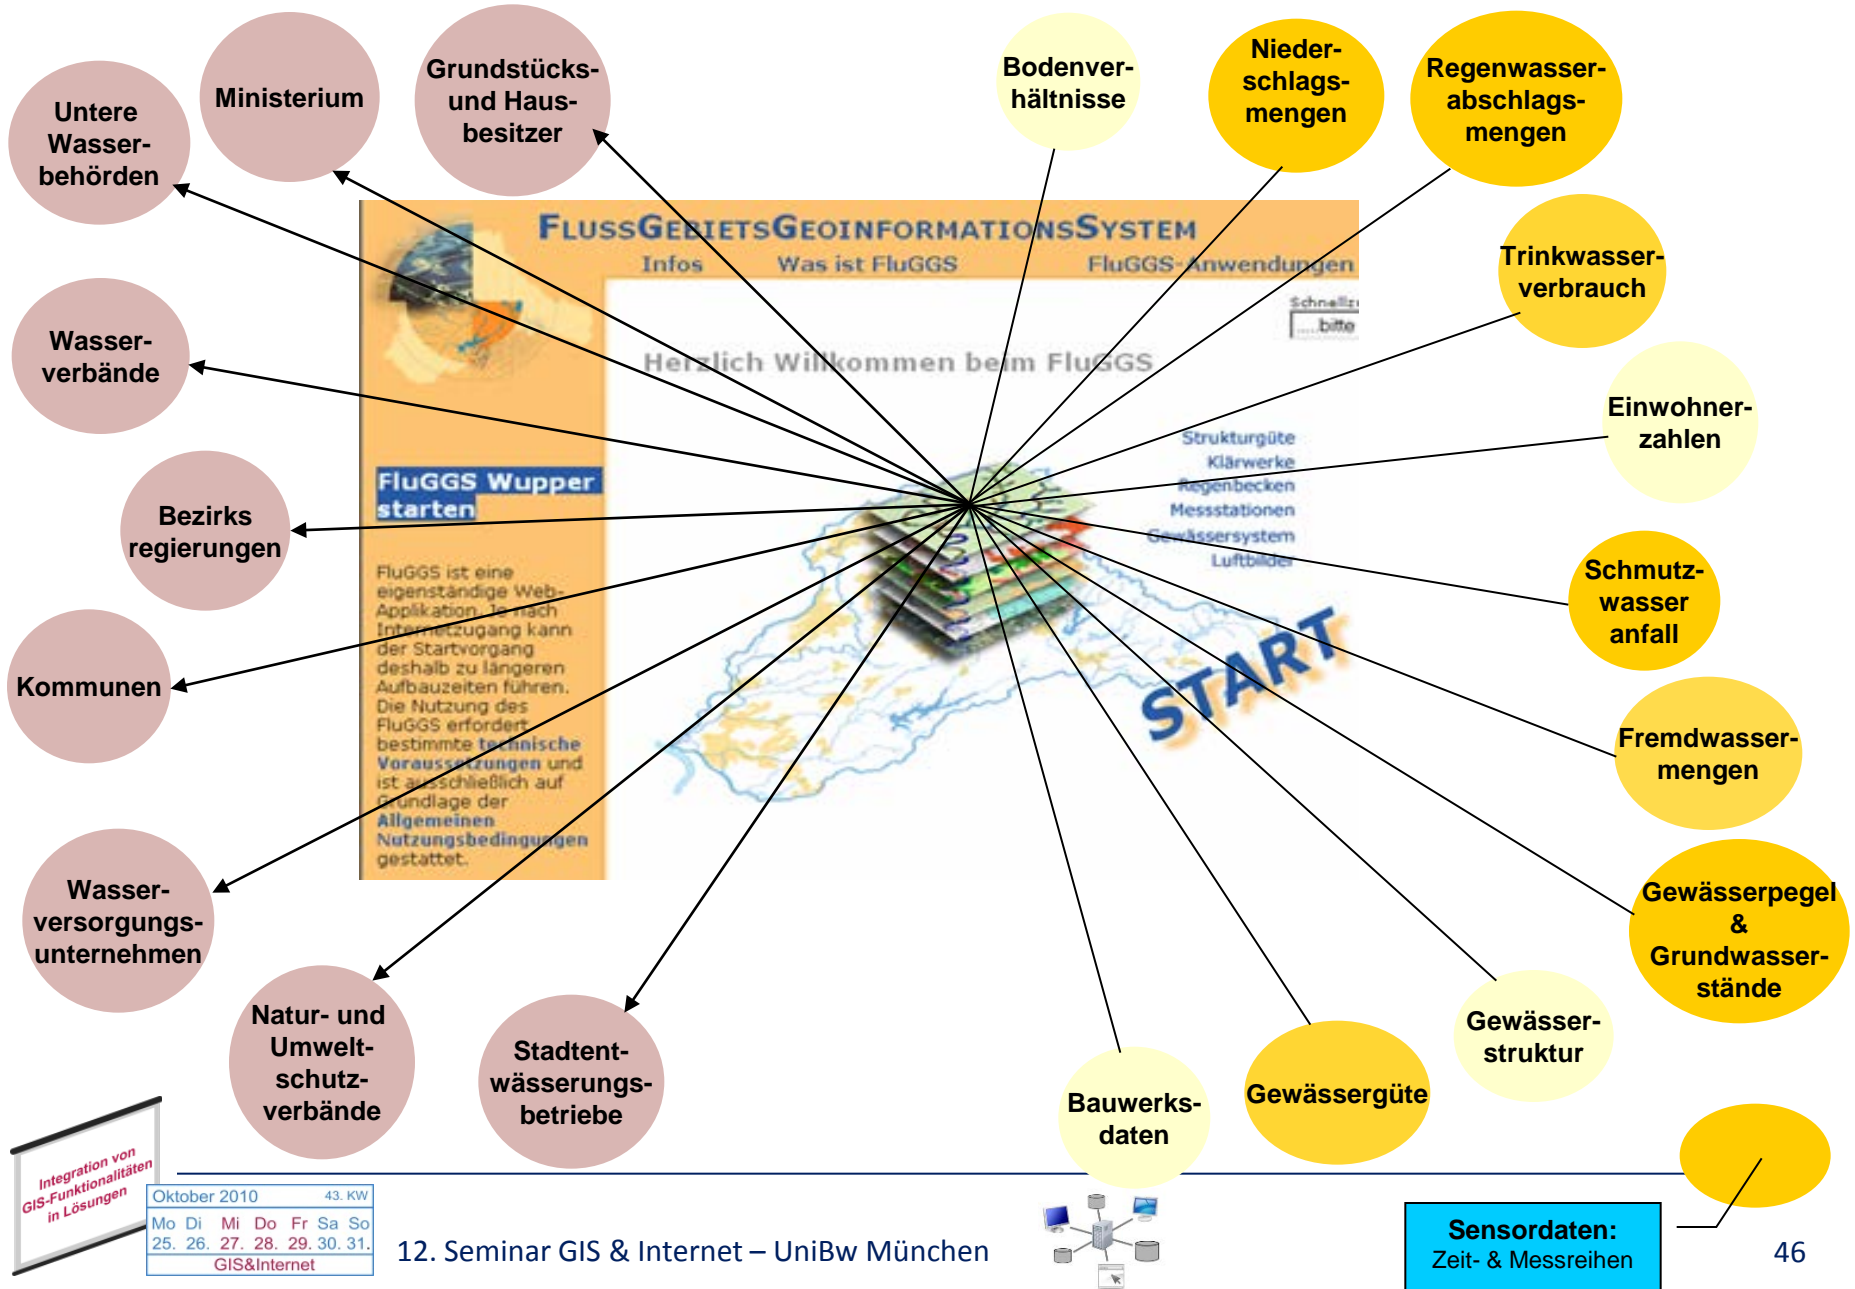 Untere
Wasser-
behörden
Ministerium
Grundstücks-
und Haus-
besitzer
Bodenver-
hältnisse
Nieder-
schlags-
mengen
Regenwasser-
abschlags-
mengen
Trinkwasser-
verbrauch
Einwohner-
zahlen
Schmutz-
wasser
anfall
Fremdwasser-
mengen
Gewässerpegel
&
Grundwasser-
stände
Gewässer-
struktur
Gewässergüte
Bauwerks-
daten
Stadtent-
wässerungs-
betriebe
Natur- und
Umwelt-
schutz-
verbände
Wasser-
versorgungs-
unternehmen
Kommunen
Bezirks
regierungen
Wasser-
verbände
FLUSSGEBIETSGEOINFORMATIONSSYSTEM
Infos Was ist FluGGS FluGGS-Anwendungen
.....bitte
Herzlich Willkommen beim FluGGS
Strukturgüte
Klärwerke
Regenbecken
Messstationen
Gewässersystem
Luftbilder
START
FluGGS Wupper
starten
FluGGS ist eine
eigenständige Web-
Applikation. Je nach
Internetzugang kann
der Startvorgang
deshalb zu längeren
Aufbauzeiten führen.
Die Nutzung des
FluGGS erfordert
bestimmte technische
Voraussetzungen und
ist ausschließlich auf
Grundlage der
Allgemeinen
Nutzungsbedingungen
gestattet.
Integration von
GIS-Funktionalitäten
in Lösungen
Oktober 2010 43. KW
Mo Di Mi Do Fr Sa So
25. 26. 27. 28. 29. 30. 31.
GIS&Internet
12. Seminar GIS & Internet – UniBw München
Sensordaten:
Zeit- & Messreihen
46